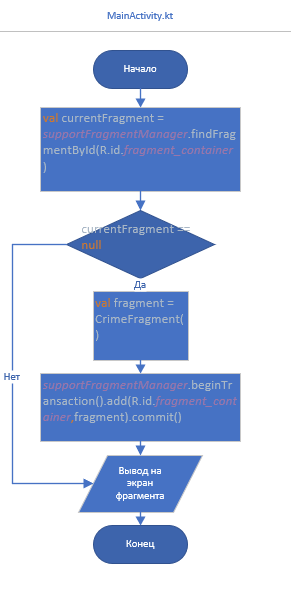 MainActivity.kt
Начало
val currentFragment =
supportFragmentManager.findFrag
mentById(R.id.fragment_container
)
currentFragment ==
null
Да
val fragment =
CrimeFragment(
)
supportFragmentManager.beginTr
ansaction().add(R.id.fragment_cont
ainer,fragment).commit()
Нет
Вывод на
экран
фрагмента
Конец